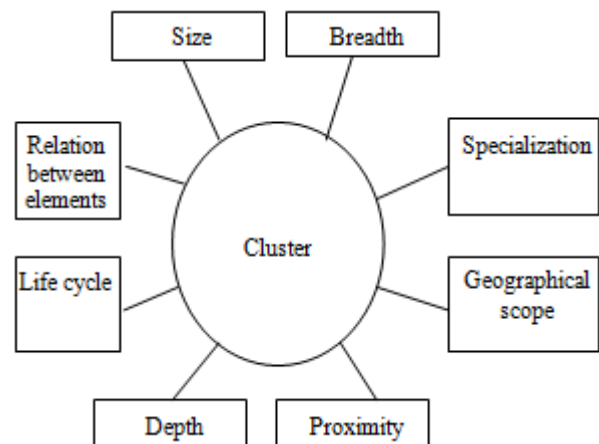 Size
Breadth
Relation
between
elements
Specialization
Cluster
Life cycle
Geographical
scope
Depth
Proximity